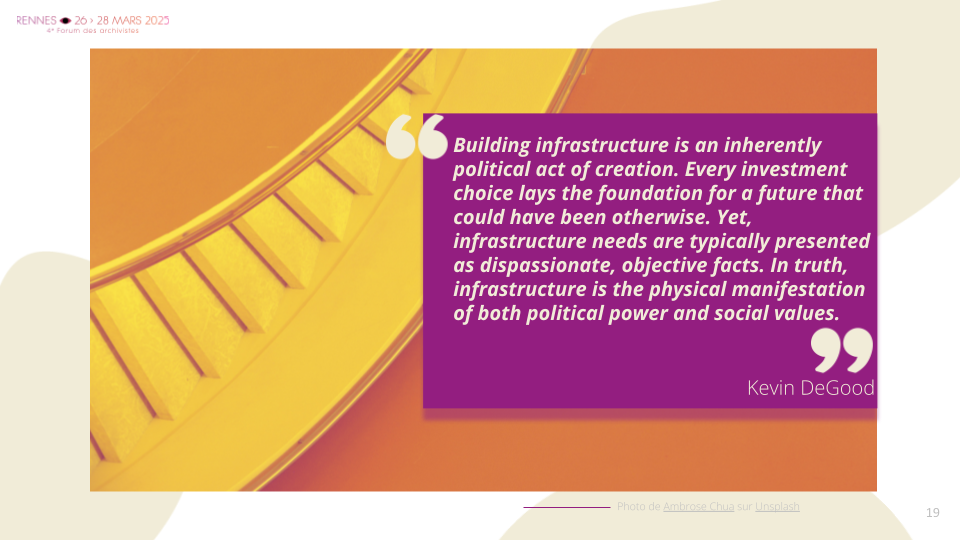 RENNES 26 > 28 MARS 2025
4e Forum des archivistes
“
Building infrastructure is an inherently
political act of creation. Every investment
choice lays the foundation for a future that
could have been otherwise. Yet,
infrastructure needs are typically presented
as dispassionate, objective facts. In truth,
infrastructure is the physical manifestation
of both political power and social values.
”
Kevin DeGood
Photo de Ambrose Chua sur Unsplash
19